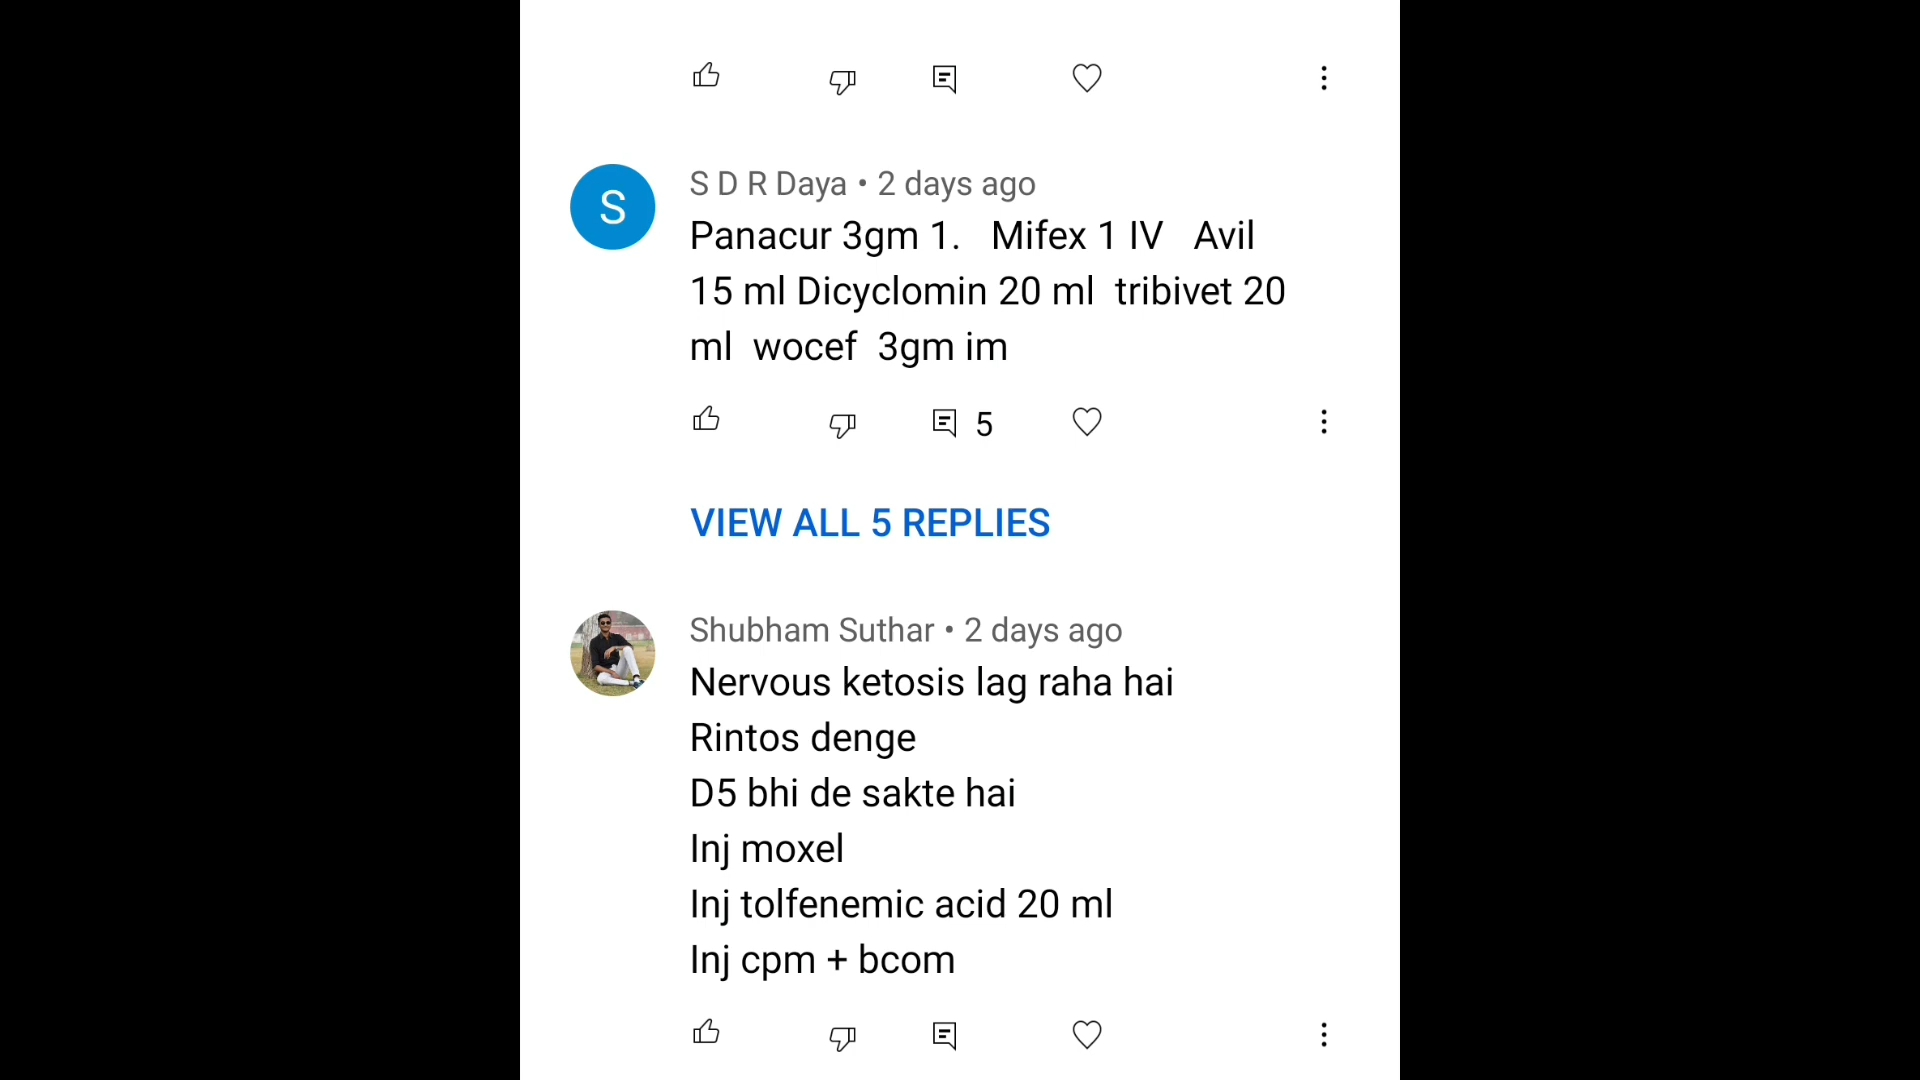 S
S D R Daya • 2 days ago
Panacur 3gm 1. Mifex 1 IV Avil
15 ml Dicyclomin 20 ml tribivet 20
ml wocef 3gm im
5
VIEW ALL 5 REPLIES
Shubham Suthar • 2 days ago
Nervous ketosis lag raha hai
Rintos denge
D5 bhi de sakte hai
Inj moxel
Inj tolfenemic acid 20 ml
Inj cpm + bcom